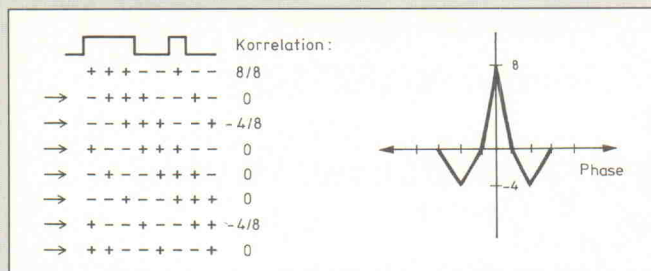 Korrelation:
+ + + − − + − − 8/8
→ − + + + − − + − 0
→ − − + + + − − + −4/8
→ + − − + + + − − 0
→ − + − − + + + − 0
→ − − + − − + + + 0
→ + − − + − − + + −4/8
→ + + − − + − − + 0
8
−4
Phase